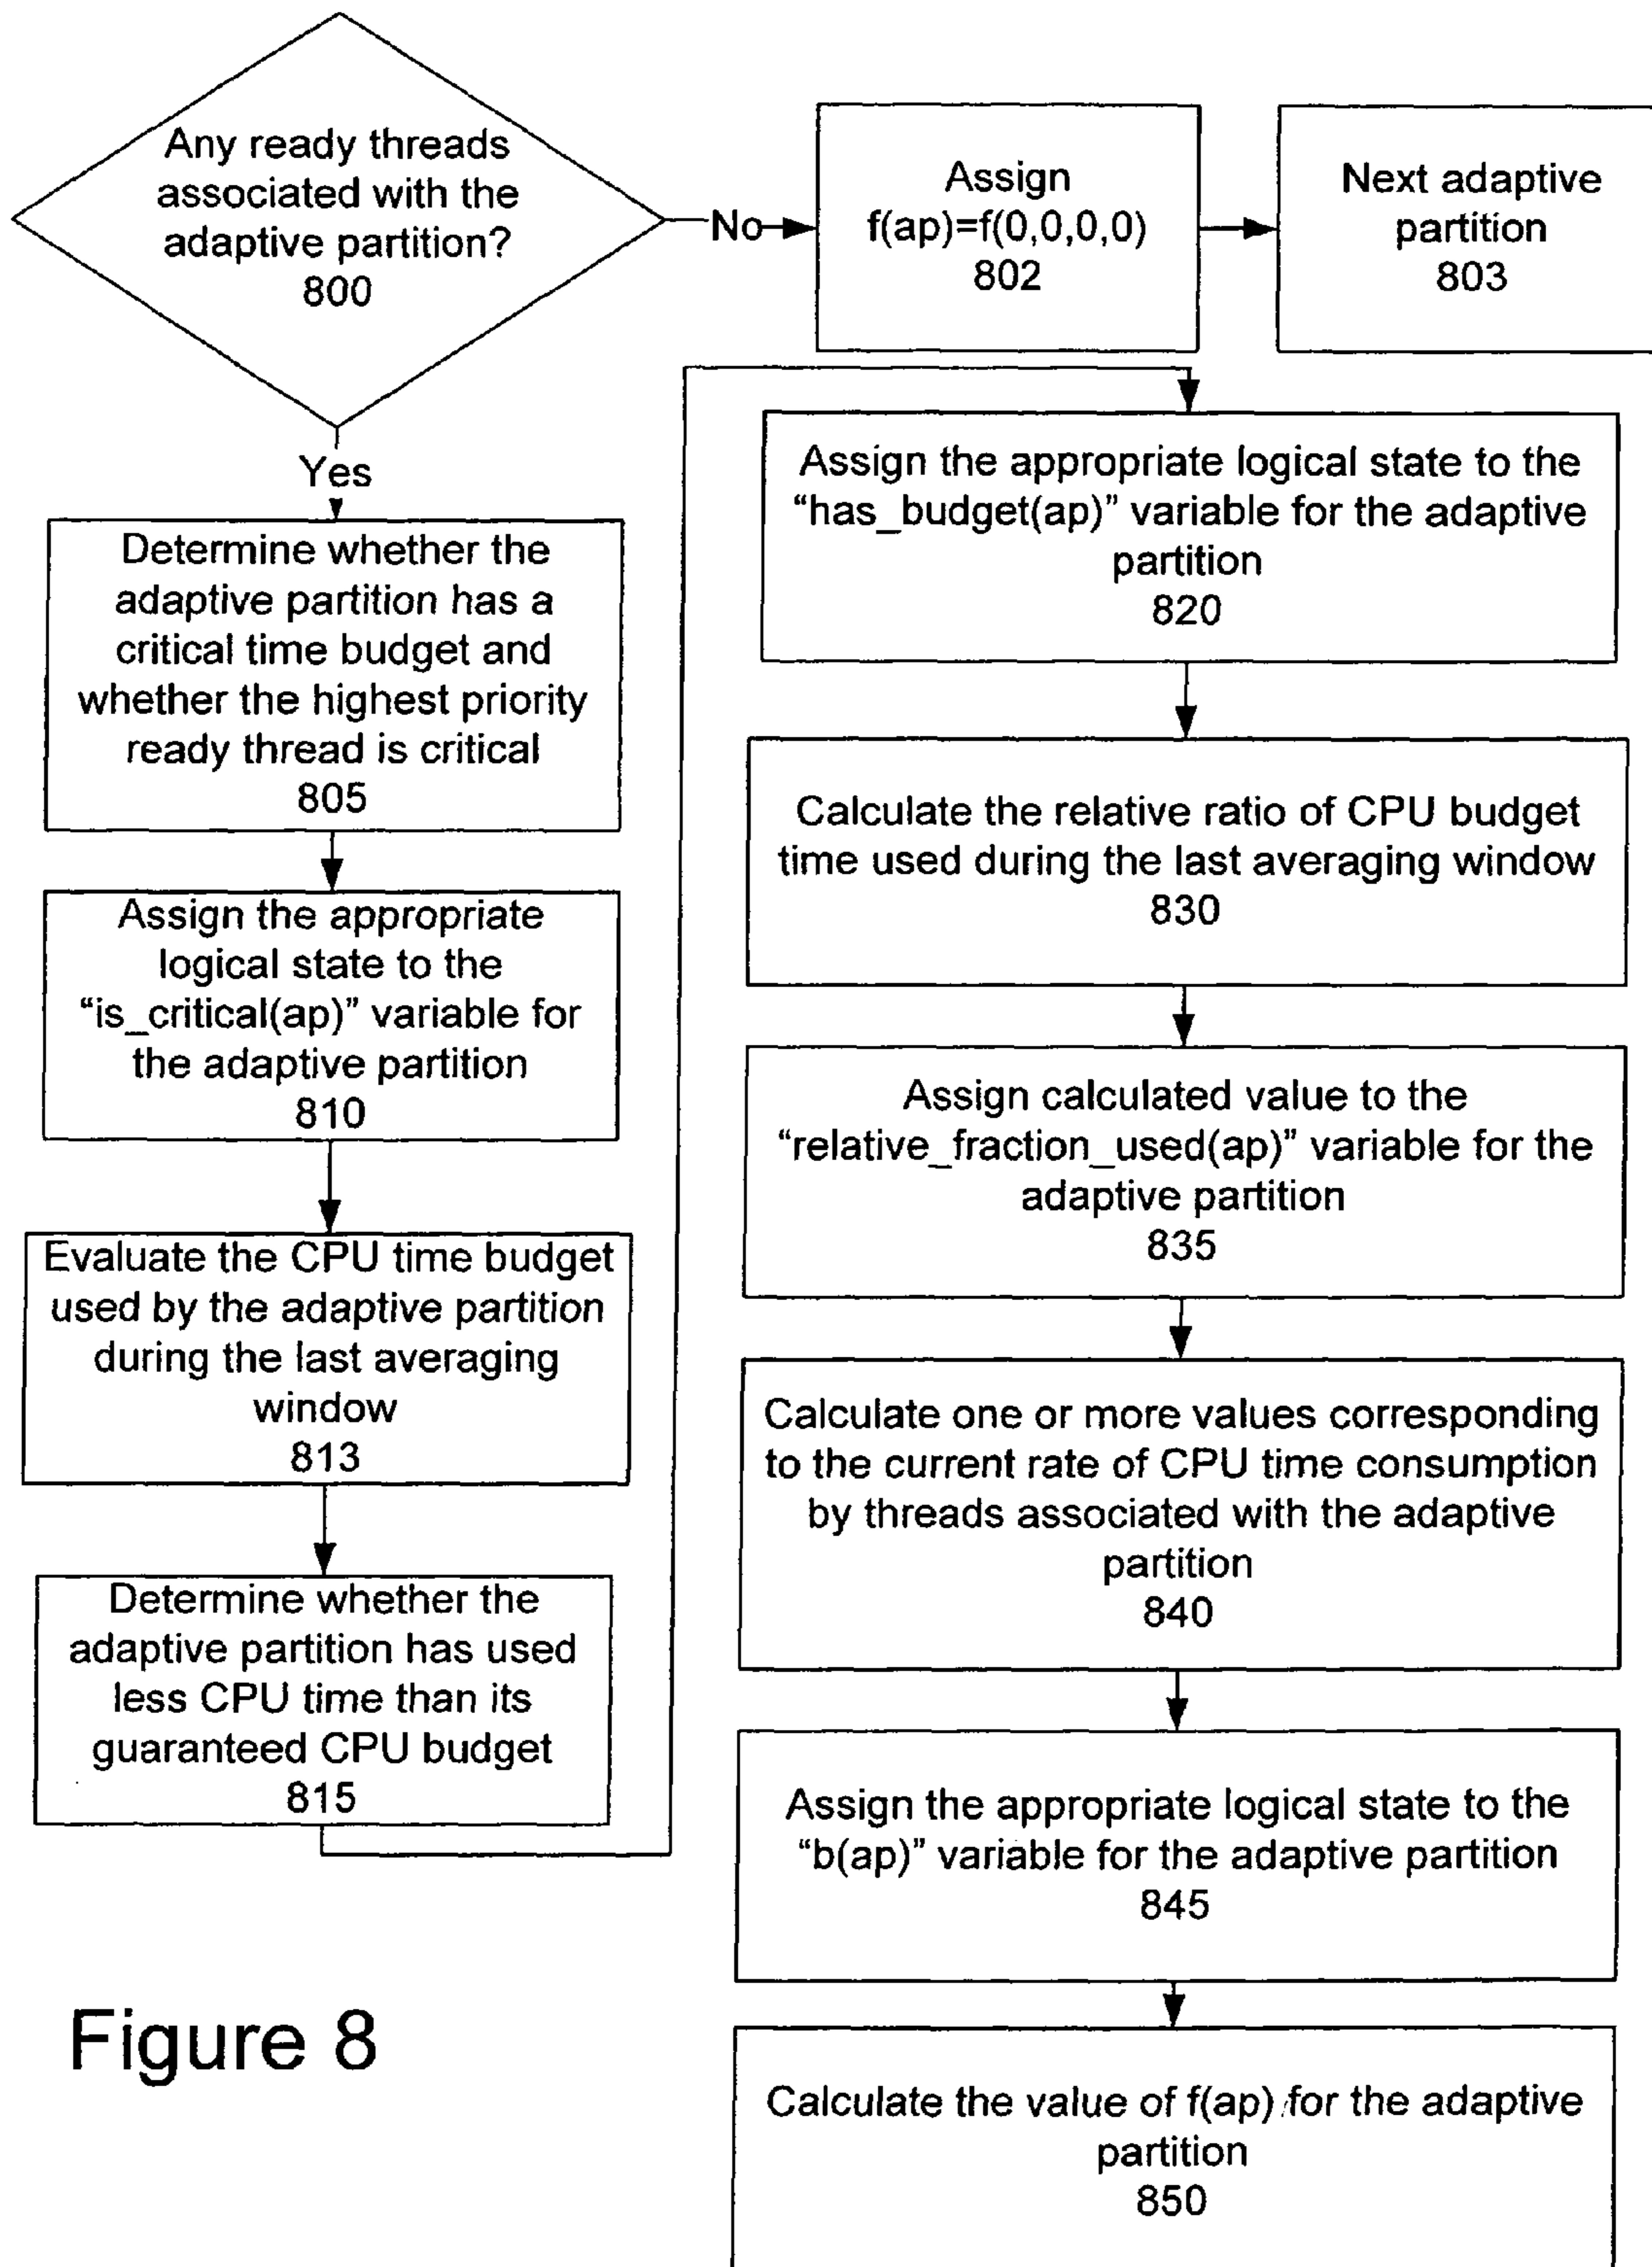 Any ready threads
associated with the
adaptive partition?
800
No
Assign
f(ap)=f(0,0,0,0)
802
Next adaptive
partition
803
Yes
Determine whether the
adaptive partition has a
critical time budget and
whether the highest priority
ready thread is critical
805
Assign the appropriate
logical state to the
“is_critical(ap)” variable for
the adaptive partition
810
Evaluate the CPU time budget
used by the adaptive partition
during the last averaging
window
813
Determine whether the
adaptive partition has used
less CPU time than its
guaranteed CPU budget
815
Assign the appropriate logical state to the
“has_budget(ap)” variable for the adaptive
partition
820
Calculate the relative ratio of CPU budget
time used during the last averaging window
830
Assign calculated value to the
“relative_fraction_used(ap)” variable for the
adaptive partition
835
Calculate one or more values corresponding
to the current rate of CPU time consumption
by threads associated with the adaptive
partition
840
Assign the appropriate logical state to the
“b(ap)” variable for the adaptive partition
845
Calculate the value of f(ap) for the adaptive
partition
850
Figure 8